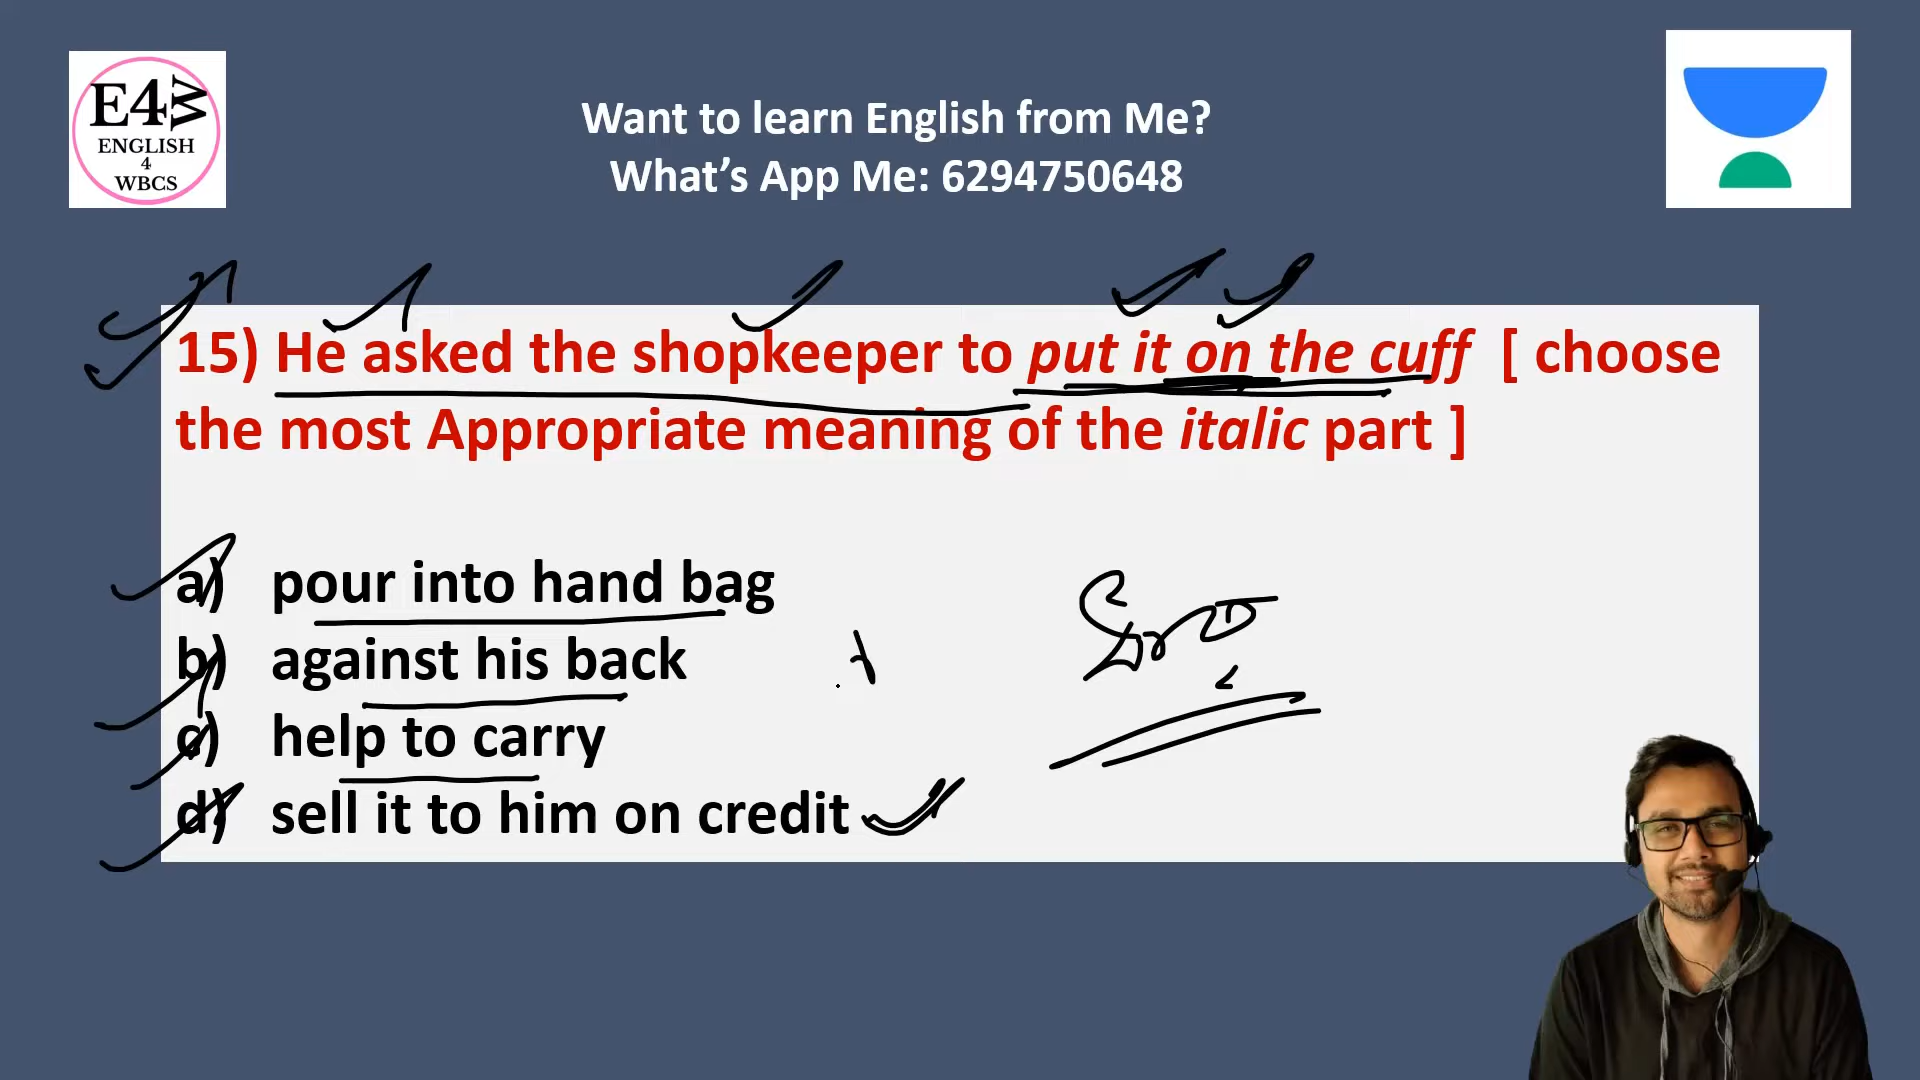 E4
WW
ENGLISH
4
WBCS
Want to learn English from Me?
What’s App Me: 6294750648
15) He asked the shopkeeper to put it on the cuff [ choose
the most Appropriate meaning of the italic part ]
a) pour into hand bag
b) against his back
c) help to carry
d) sell it to him on credit